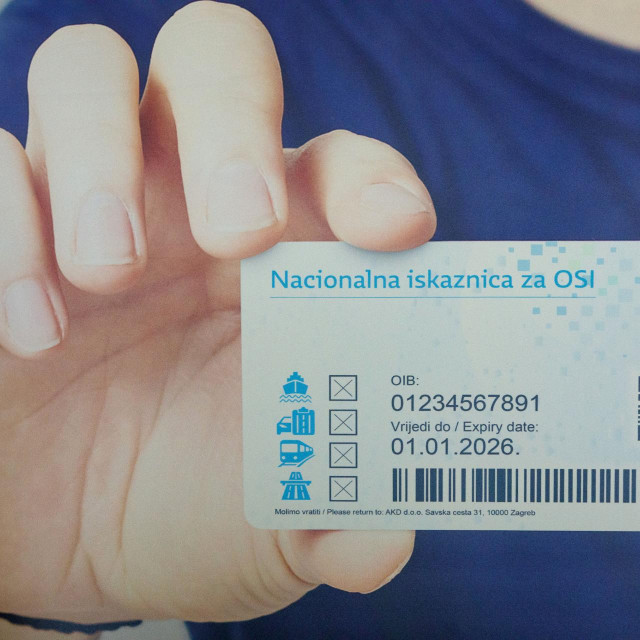 Nacionalna iskaznica za OSI
OIB:
01234567891
Vrijedi do / Expiry date:
01.01.2026.
Molimo vratiti / Please return to: AKD d.o.o. Savska cesta 31, 10000 Zagreb